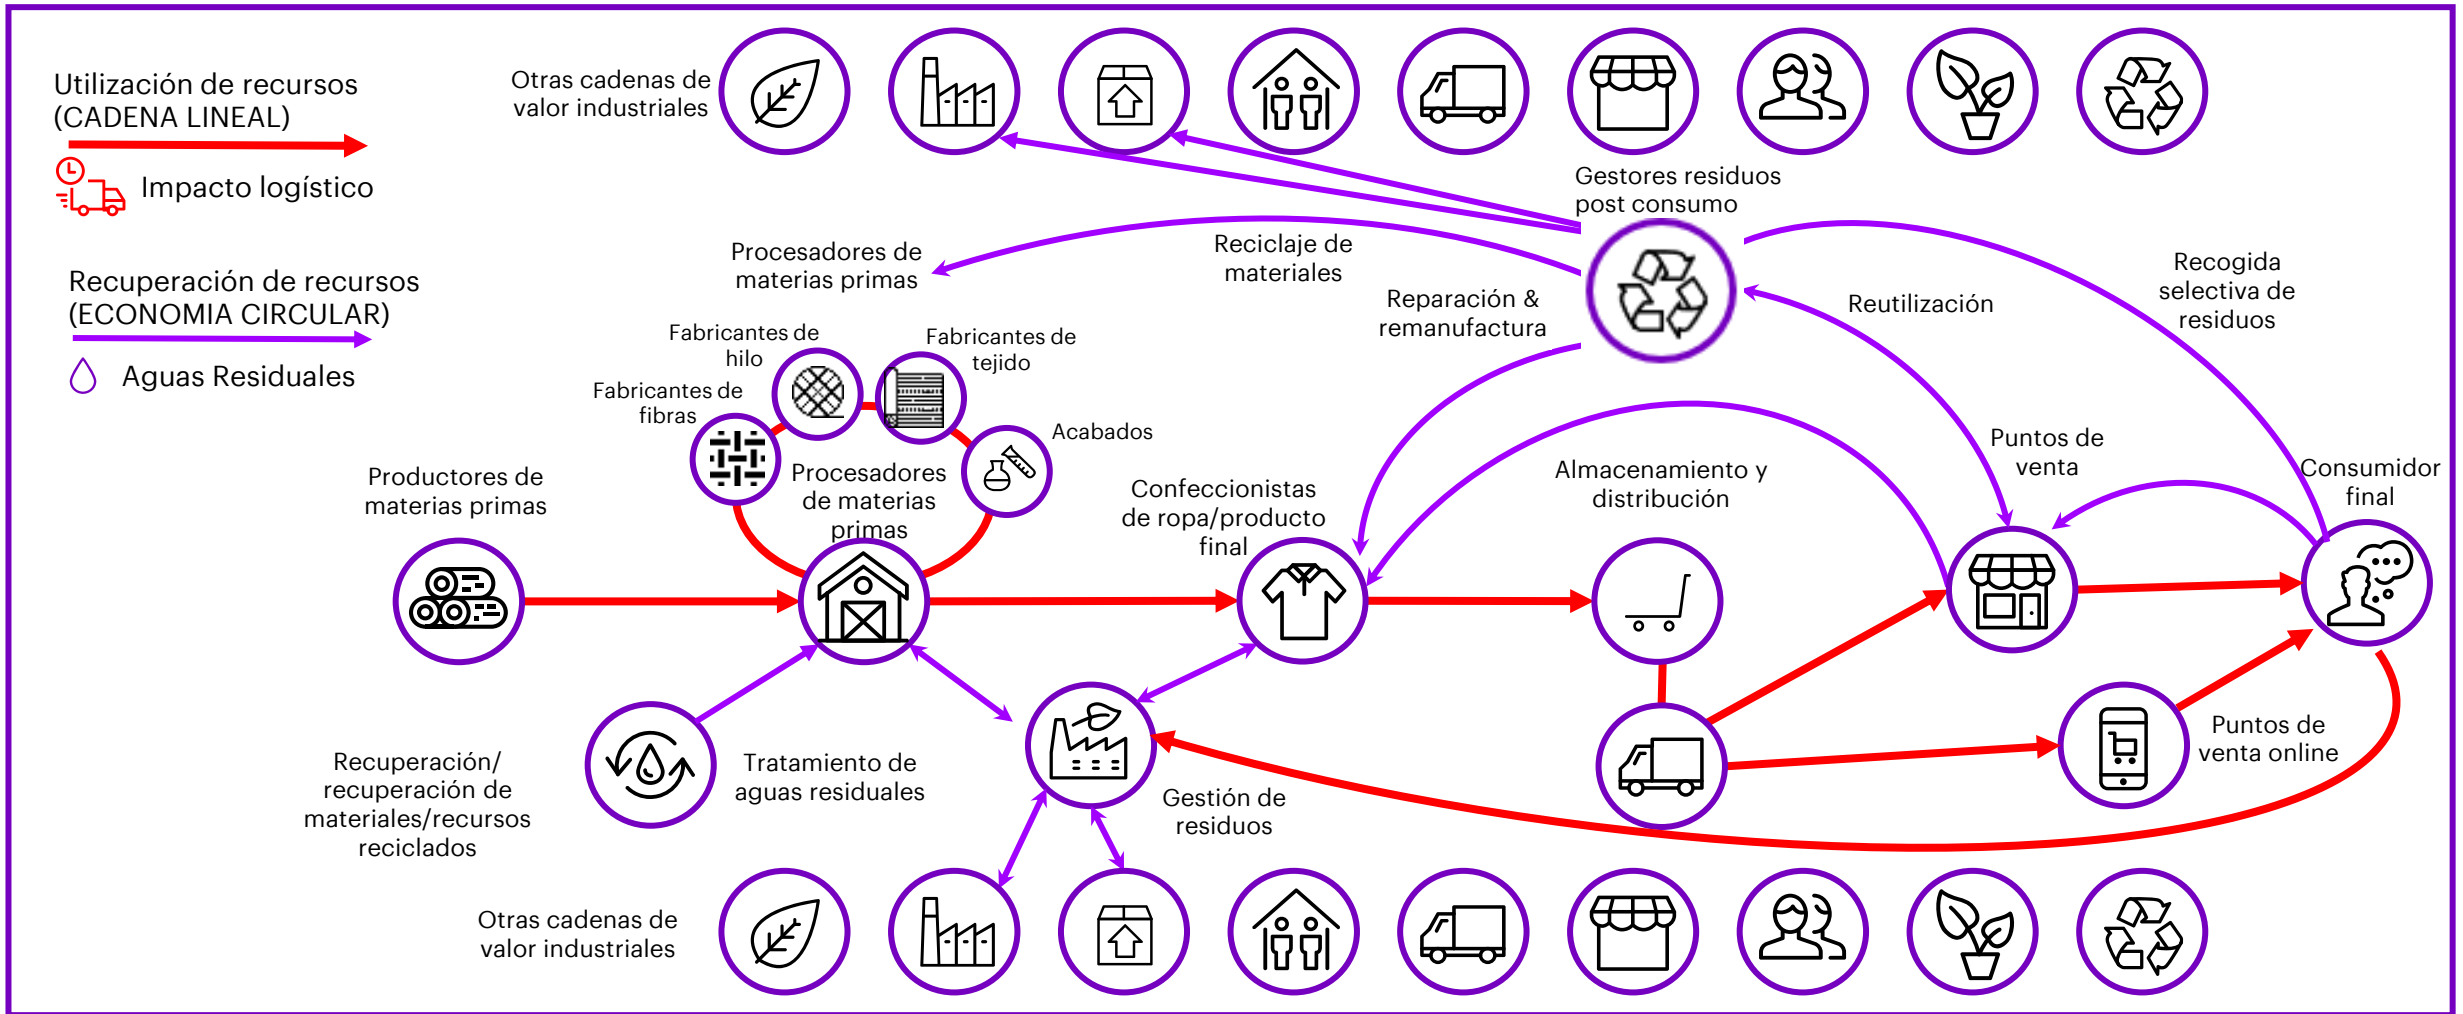 Utilización de recursos
(CADENA LINEAL)
Impacto logístico
Recuperación de recursos
(ECONOMIA CIRCULAR)
Aguas Residuales
Otras cadenas de
valor industriales
Gestores residuos
post consumo
Procesadores de
materias primas
Reciclaje de
materiales
Reparación &
remanufactura
Reutilización
Recogida
selectiva de
residuos
Fabricantes de
hilo
Fabricantes de
tejido
Fabricantes de
fibras
Acabados
Productores de
materias primas
Procesadores
de materias
primas
Confeccionistas
de ropa/producto
final
Almacenamiento y
distribución
Puntos de
venta
Consumidor
final
Recuperación/
recuperación de
materiales/recursos
reciclados
Tratamiento de
aguas residuales
Gestión de
residuos
Puntos de
venta online
Otras cadenas de
valor industriales